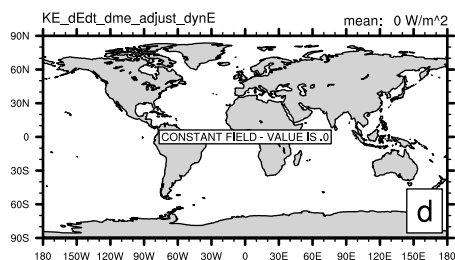 KE_dEdt_dme_adjust_dynE mean: 0 W/m^2
90N
60N
30N
0
30S
60S
90S
CONSTANT FIELD - VALUE IS .0
d
180 150W 120W 90W 60W 30W 0 30E 60E 90E 120E 150E 180